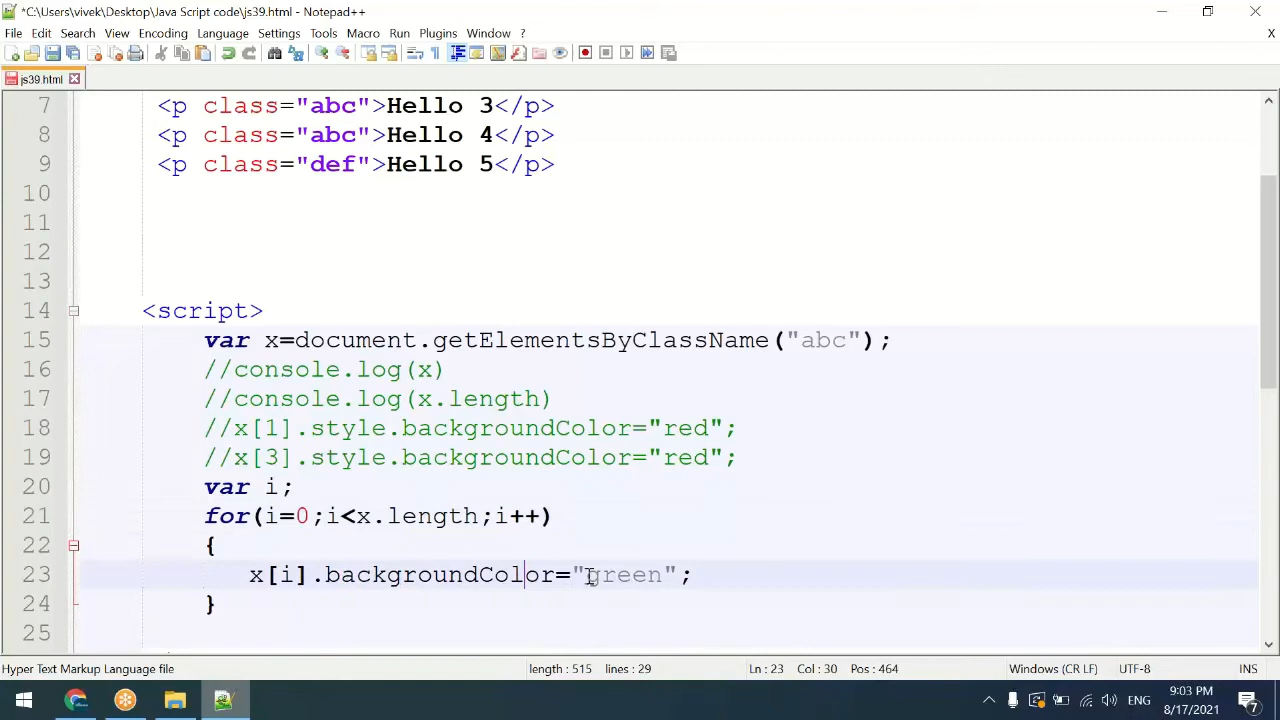 *C:\Users\vivek\Desktop\Java Script code\js39.html - Notepad++
File Edit Search View Encoding Language Settings Tools Macro Run Plugins Window ? X
js39.html
7 <p class="abc">Hello 3</p>
8 <p class="abc">Hello 4</p>
9 <p class="def">Hello 5</p>
10
11
12
13
14 <script>
15 var x=document.getElementsByClassName("abc");
16 //console.log(x)
17 //console.log(x.length)
18 //x[1].style.backgroundColor="red";
19 //x[3].style.backgroundColor="red";
20 var i;
21 for(i=0;i<x.length;i++)
22 {
23 x[i].backgroundColor="green";
24 }
25
Hyper Text Markup Language file length : 515 lines : 29 Ln : 23 Col : 30 Pos : 464 Windows (CR LF) UTF-8 INS
ENG 9:03 PM
8/17/2021 7